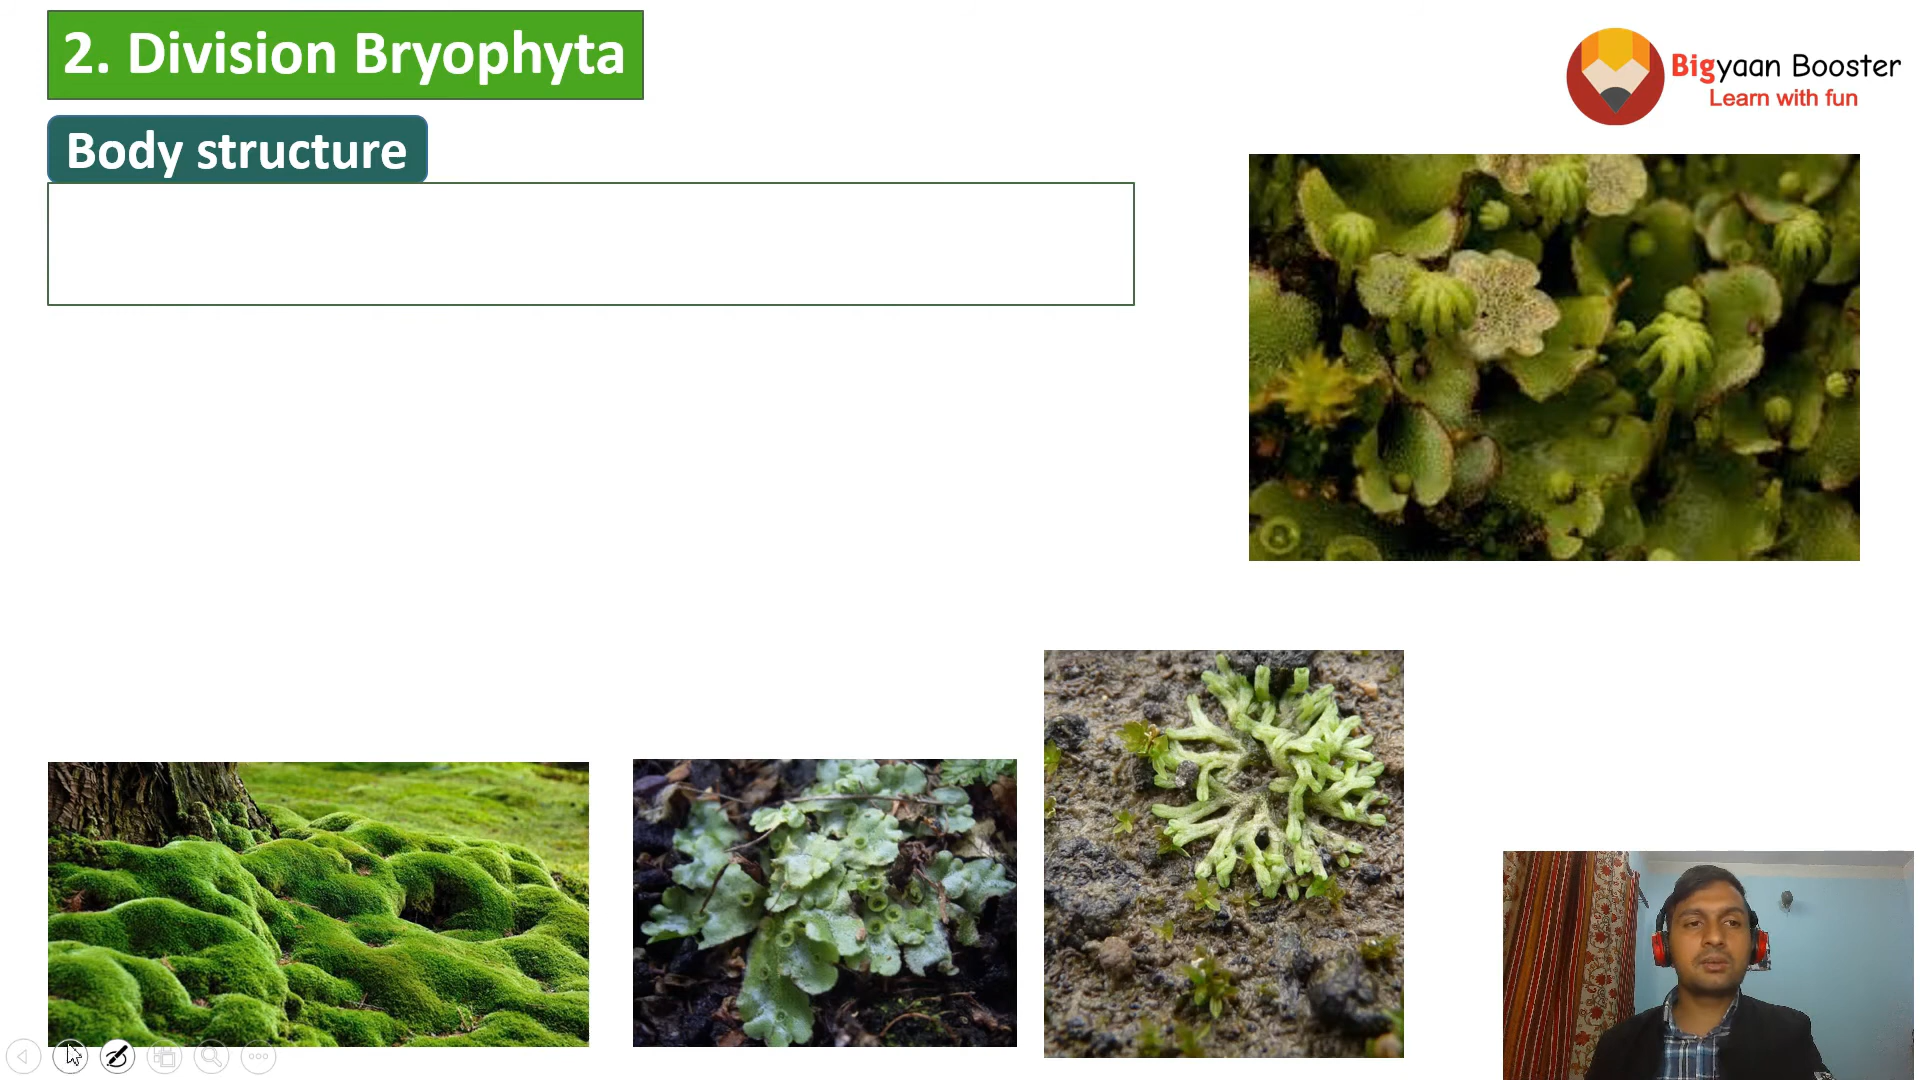 2. Division Bryophyta
Bigyaan Booster
Learn with fun
Body structure